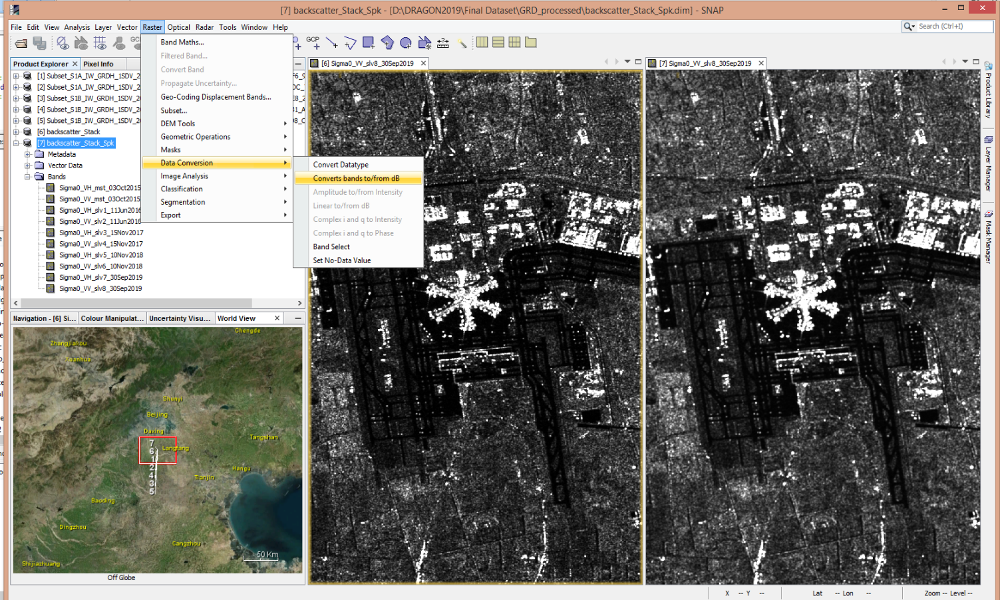 [7] backscatter_Stack_Spk - [D:\DRAGON2019\Final Dataset\GRD_processed\backscatter_Stack_Spk.dim] - SNAP
File Edit View Analysis Layer Vector Raster Optical Radar Tools Window Help
Search (Ctrl+I)
GCP
Band Maths...
Filtered Band...
Convert Band
Propagate Uncertainty...
Geo-Coding Displacement Bands...
Subset...
DEM Tools
Geometric Operations
Masks
Data Conversion
Image Analysis
Classification
Segmentation
Export
Convert Datatype
Converts bands to/from dB
Amplitude to/from Intensity
Linear to/from dB
Complex i and q to Intensity
Complex i and q to Phase
Band Select
Set No-Data Value
Product Explorer Pixel Info
[1] Subset_S1A_IW_GRDH_1SDV_2
[2] Subset_S1A_IW_GRDH_1SDV_2
[3] Subset_S1B_IW_GRDH_1SDV_20
[4] Subset_S1B_IW_GRDH_1SDV_20
[5] Subset_S1B_IW_GRDH_1SDV_20
[6] backscatter_Stack
[7] backscatter_Stack_Spk
Metadata
Vector Data
Bands
Sigma0_VH_mst_03Oct2015
Sigma0_VV_mst_03Oct2015
Sigma0_VH_slv1_11Jun2016
Sigma0_VV_slv2_11Jun2016
Sigma0_VH_slv3_15Nov2017
Sigma0_VV_slv4_15Nov2017
Sigma0_VH_slv5_10Nov2018
Sigma0_VV_slv6_10Nov2018
Sigma0_VH_slv7_30Sep2019
Sigma0_VV_slv8_30Sep2019
[6] Sigma0_VV_slv8_30Sep2019
[7] Sigma0_VV_slv8_30Sep2019
Product Library
Layer Manager
Mask Manager
Navigation - [6] Si... Colour Manipulat... Uncertainty Visu... World View
Chengde
Zhangjiakou
Xuanhua
Shunyi
Beijing
Daxing
Langfang
Tangshan
7
6
1
2
4
3
5
Hangu
Tianjin
Baoding
Dingzhou
Cangzhou
50 Km
Shijiazhuang
Off Globe
X -- Y -- Lat -- Lon -- Zoom -- Level --